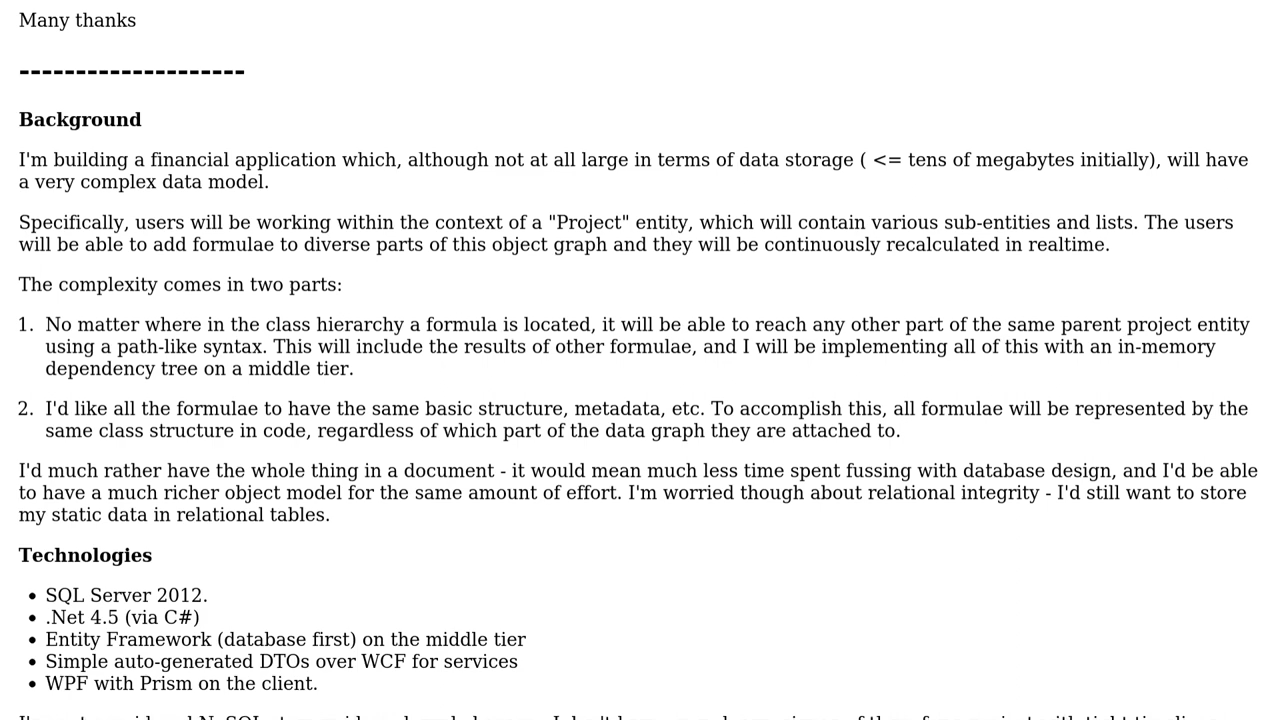 Many thanks
--------------------
Background
I'm building a financial application which, although not at all large in terms of data storage ( <= tens of megabytes initially), will have
a very complex data model.
Specifically, users will be working within the context of a "Project" entity, which will contain various sub-entities and lists. The users
will be able to add formulae to diverse parts of this object graph and they will be continuously recalculated in realtime.
The complexity comes in two parts:
1. No matter where in the class hierarchy a formula is located, it will be able to reach any other part of the same parent project entity
using a path-like syntax. This will include the results of other formulae, and I will be implementing all of this with an in-memory
dependency tree on a middle tier.
2. I'd like all the formulae to have the same basic structure, metadata, etc. To accomplish this, all formulae will be represented by the
same class structure in code, regardless of which part of the data graph they are attached to.
I'd much rather have the whole thing in a document - it would mean much less time spent fussing with database design, and I'd be able
to have a much richer object model for the same amount of effort. I'm worried though about relational integrity - I'd still want to store
my static data in relational tables.
Technologies
• SQL Server 2012.
• .Net 4.5 (via C#)
• Entity Framework (database first) on the middle tier
• Simple auto-generated DTOs over WCF for services
• WPF with Prism on the client.